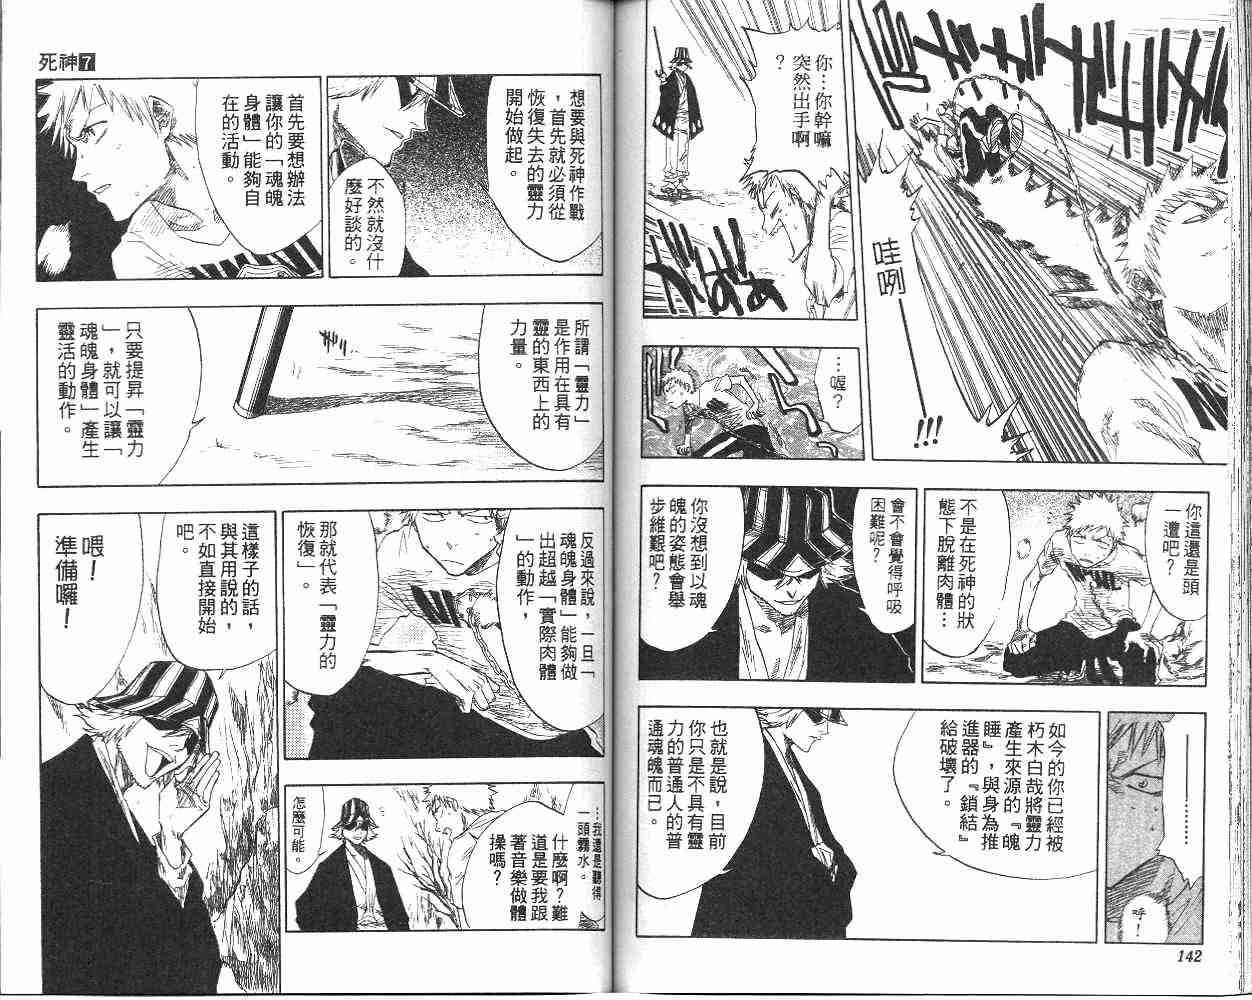 哇咧
!!!
你…你幹嘛
突然出手啊
?
…喔?
你這還是頭
一遭吧?
不是在死神的狀
態下脫離肉體…
會不會覺得呼吸
困難呢?
你沒想到以魂
魄的姿態會舉
步維艱吧?
…………
呼!
如今的你已經被
朽木白哉將靈力
產生來源的『魄
睡』,與身為推
進器的『鎖結』
給破壞了。
也就是說,目前
你只是不具有靈
力的普通人的普
通魂魄而已。
142
死神7
想要與死神作戰
,首先就必須從
恢復失去的靈力
開始做起。
不然就沒什
麼好談的。
首先要想辦法
讓你的「魂魄
身體」能夠自
在的活動。
所謂「靈力」
是作用在具有
靈的東西上的
力量。
只要提昇「靈力
」,就可以讓「
魂魄身體」產生
靈活的動作。
反過來說,一旦「
魂魄身體」能夠做
出超越「實際肉體
」的動作,
那就代表「靈力的
恢復」。
…我還是聽得
一頭霧水。
什麼啊?難
道是要我跟
著音樂做體
操嗎?
怎麼可能。
這樣子的話,
與其用說的,
不如直接開始
吧。
喂!
準備囉!